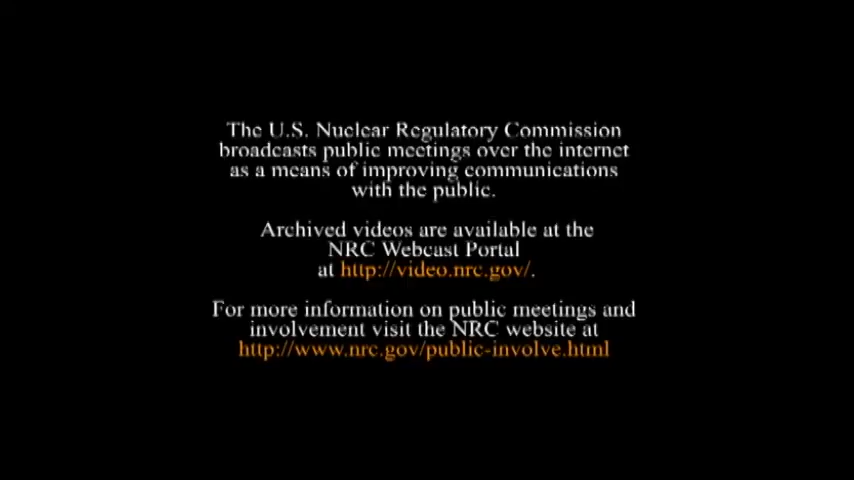 The U.S. Nuclear Regulatory Commission
broadcasts public meetings over the internet
as a means of improving communications
with the public.
Archived videos are available at the
NRC Webcast Portal
at http://video.nrc.gov/.
For more information on public meetings and
involvement visit the NRC website at
http://www.nrc.gov/public-involve.html